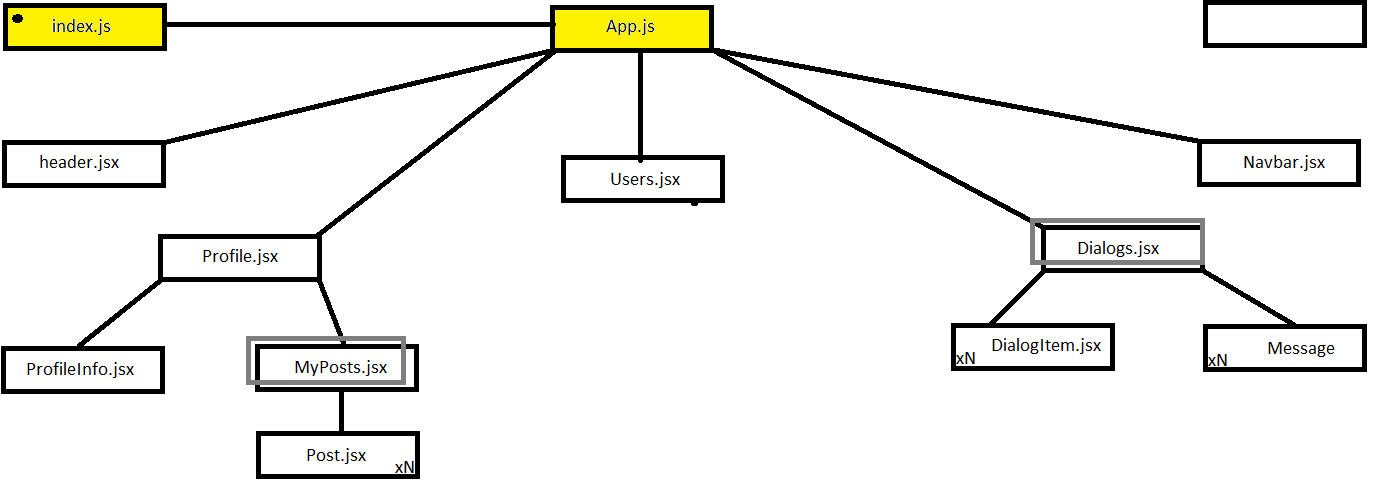 index.js
App.js
header.jsx
Users.jsx
Navbar.jsx
Profile.jsx
Dialogs.jsx
ProfileInfo.jsx
MyPosts.jsx
DialogItem.jsx
xN
Message
xN
Post.jsx
xN